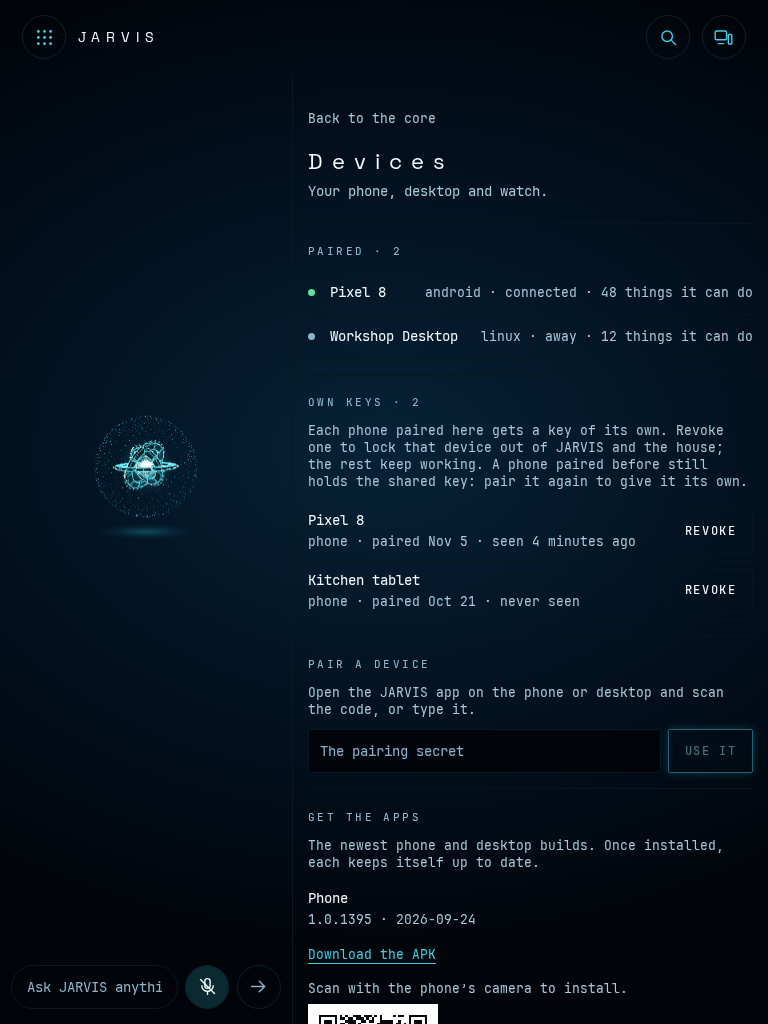 JARVIS
Back to the core
Devices
Your phone, desktop and watch.
PAIRED · 2
Pixel 8 android · connected · 48 things it can do
Workshop Desktop linux · away · 12 things it can do
OWN KEYS · 2
Each phone paired here gets a key of its own. Revoke
one to lock that device out of JARVIS and the house;
the rest keep working. A phone paired before still
holds the shared key: pair it again to give it its own.
Pixel 8
phone · paired Nov 5 · seen 4 minutes ago
REVOKE
Kitchen tablet
phone · paired Oct 21 · never seen
REVOKE
PAIR A DEVICE
Open the JARVIS app on the phone or desktop and scan
the code, or type it.
The pairing secret
USE IT
GET THE APPS
The newest phone and desktop builds. Once installed,
each keeps itself up to date.
Phone
1.0.1395 · 2026-09-24
Download the APK
Scan with the phone's camera to install.
Ask JARVIS anythi